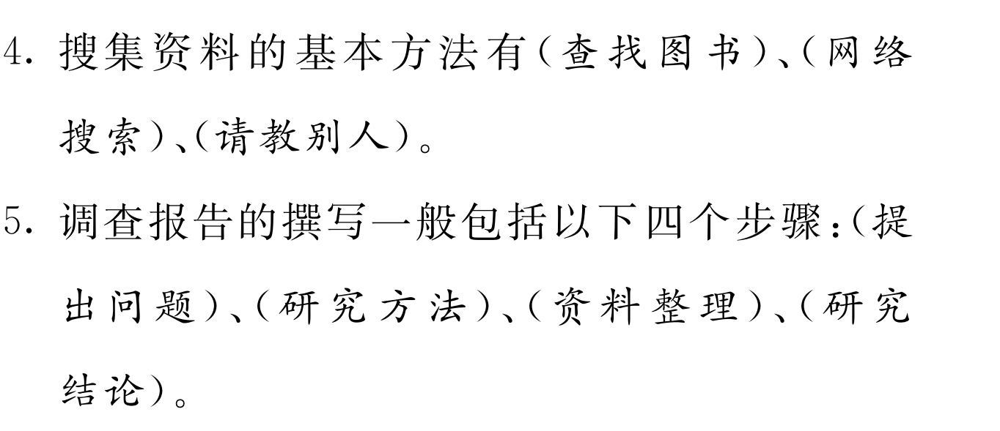 4. 搜集资料的基本方法有(查找图书)、(网络
搜索)、(请教别人)。
5. 调查报告的撰写一般包括以下四个步骤:(提
出问题)、(研究方法)、(资料整理)、(研究
结论)。